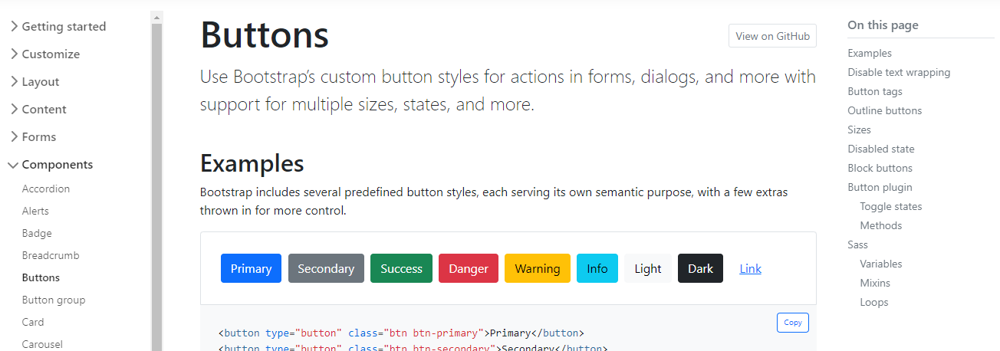 Getting started
Customize
Layout
Content
Forms
Components
Accordion
Alerts
Badge
Breadcrumb
Buttons
Button group
Card
Carousel
Buttons
View on GitHub
Use Bootstrap's custom button styles for actions in forms, dialogs, and more with
support for multiple sizes, states, and more.
Examples
Bootstrap includes several predefined button styles, each serving its own semantic purpose, with a few extras
thrown in for more control.
Primary Secondary Success Danger Warning Info Light Dark Link
Copy
<button type="button" class="btn btn-primary">Primary</button>
<button type="button" class="btn btn-secondary">Secondary</button>
On this page
Examples
Disable text wrapping
Button tags
Outline buttons
Sizes
Disabled state
Block buttons
Button plugin
Toggle states
Methods
Sass
Variables
Mixins
Loops